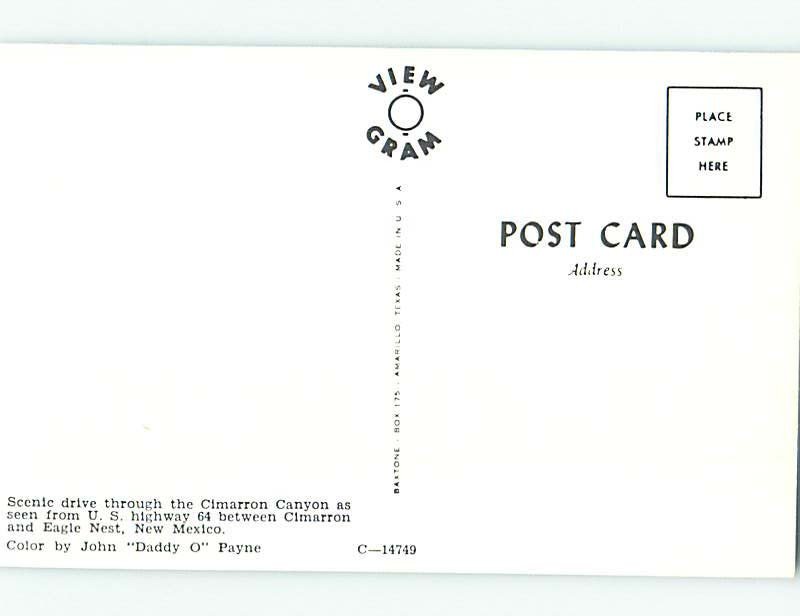 VIEW
GRAM
PLACE
STAMP
HERE
POST CARD
Address
BAXTONE · BOX 175 · AMARILLO TEXAS · MADE IN U S A
Scenic drive through the Cimarron Canyon as
seen from U. S. highway 64 between Cimarron
and Eagle Nest, New Mexico.
Color by John "Daddy O" Payne
C—14749